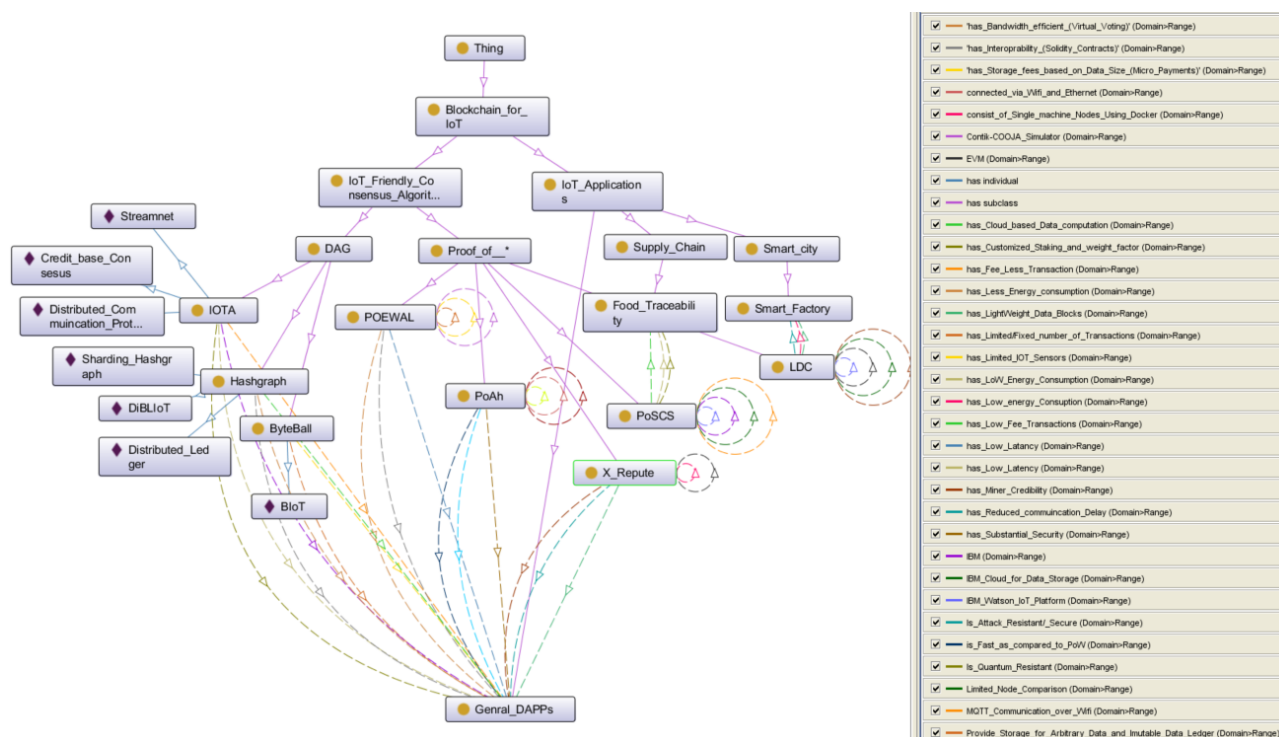 Thing
Blockchain_for_
IoT
IoT_Friendly_Co
nsensus_Algorit...
IoT_Application
s
Streamnet
DAG
Proof_of__*
Supply_Chain
Smart_city
Credit_base_Con
sesus
Distributed_Com
muincation_Prot...
IOTA
POEWAL
Food_Traceabili
ty
Smart_Factory
Sharding_Hashgr
aph
Hashgraph
LDC
DiBLIoT
PoAh
PoSCS
ByteBall
Distributed_Led
ger
X_Repute
BIoT
Genral_DAPPs
'has_Bandwidth_efficient_(Virtual_Voting)' (Domain>Range)
'has_Interoprability_(Solidity_Contracts)' (Domain>Range)
'has_Storage_fees_based_on_Data_Size_(Micro_Payments)' (Domain>Range)
connected_via_Wifi_and_Ethernet (Domain>Range)
consist_of_Single_machine_Nodes_Using_Docker (Domain>Range)
Contik-COOJA_Simulator (Domain>Range)
EVM (Domain>Range)
has individual
has subclass
has_Cloud_based_Data_computation (Domain>Range)
has_Customized_Staking_and_weight_factor (Domain>Range)
has_Fee_Less_Transaction (Domain>Range)
has_Less_Energy_consumption (Domain>Range)
has_LightWeight_Data_Blocks (Domain>Range)
has_Limited/Fixed_number_of_Transactions (Domain>Range)
has_Limited_IOT_Sensors (Domain>Range)
has_LoW_Energy_Consumption (Domain>Range)
has_Low_energy_Consuption (Domain>Range)
has_Low_Fee_Transactions (Domain>Range)
has_Low_Latancy (Domain>Range)
has_Low_Latency (Domain>Range)
has_Miner_Credibility (Domain>Range)
has_Reduced_commuincation_Delay (Domain>Range)
has_Substantial_Security (Domain>Range)
IBM (Domain>Range)
IBM_Cloud_for_Data_Storage (Domain>Range)
IBM_Watson_IoT_Platform (Domain>Range)
Is_Attack_Resistant/_Secure (Domain>Range)
is_Fast_as_compared_to_PoW (Domain>Range)
Is_Quantum_Resistant (Domain>Range)
Limited_Node_Comparison (Domain>Range)
MQTT_Communication_over_Wifi (Domain>Range)
Provide_Storage_for_Arbitrary_Data_and_Imutable_Data_Ledger (Domain>Range)